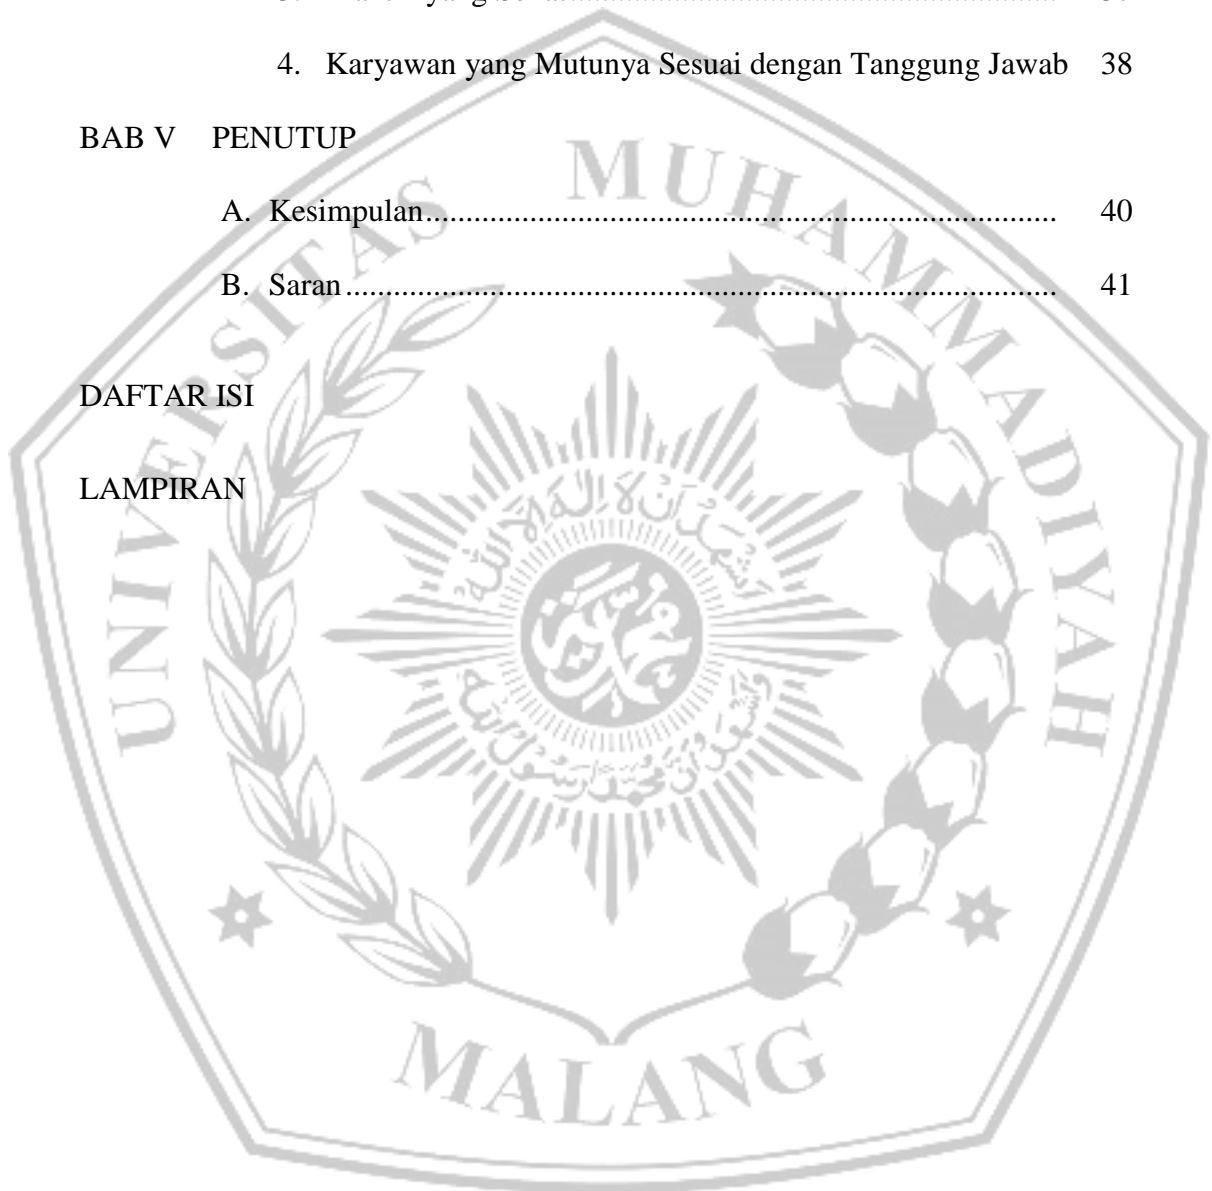 4. Karyawan yang Mutunya Sesuai dengan Tanggung Jawab 38
BAB V PENUTUP
A. Kesimpulan.............................................................................. 40
B. Saran........................................................................................ 41
DAFTAR ISI
LAMPIRAN
UNIVERSITAS MUHAMMADIYAH
MALANG